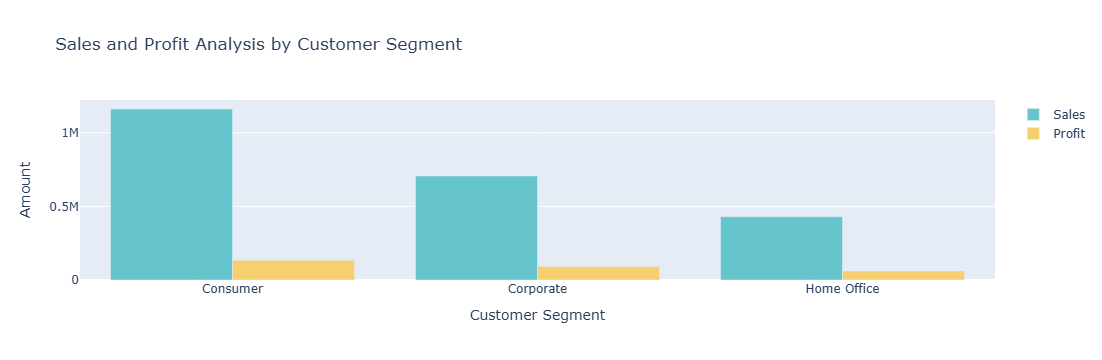 Sales and Profit Analysis by Customer Segment
Sales
Profit
Amount
1M
0.5M
0
Consumer
Corporate
Home Office
Customer Segment